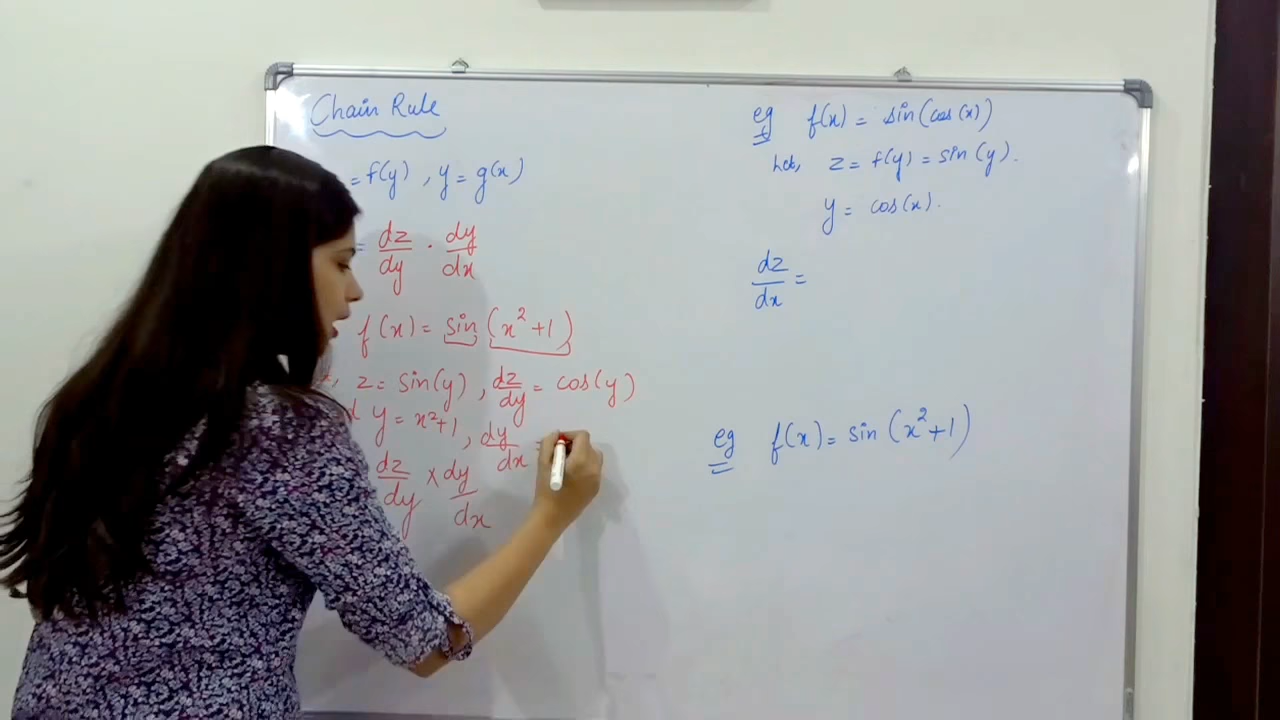 Chain Rule
= f(y) , y = g(x)
= dz/dy · dy/dx
f(x) = sin (x²+1)
z = sin(y) , dz/dy = cos(y)
y = x²+1 , dy/dx =
dz/dy × dy/dx
eg f(x) = sin(cos(x))
Let, z = f(y) = sin(y).
y = cos(x).
dz/dx =
eg f(x) = sin (x²+1)